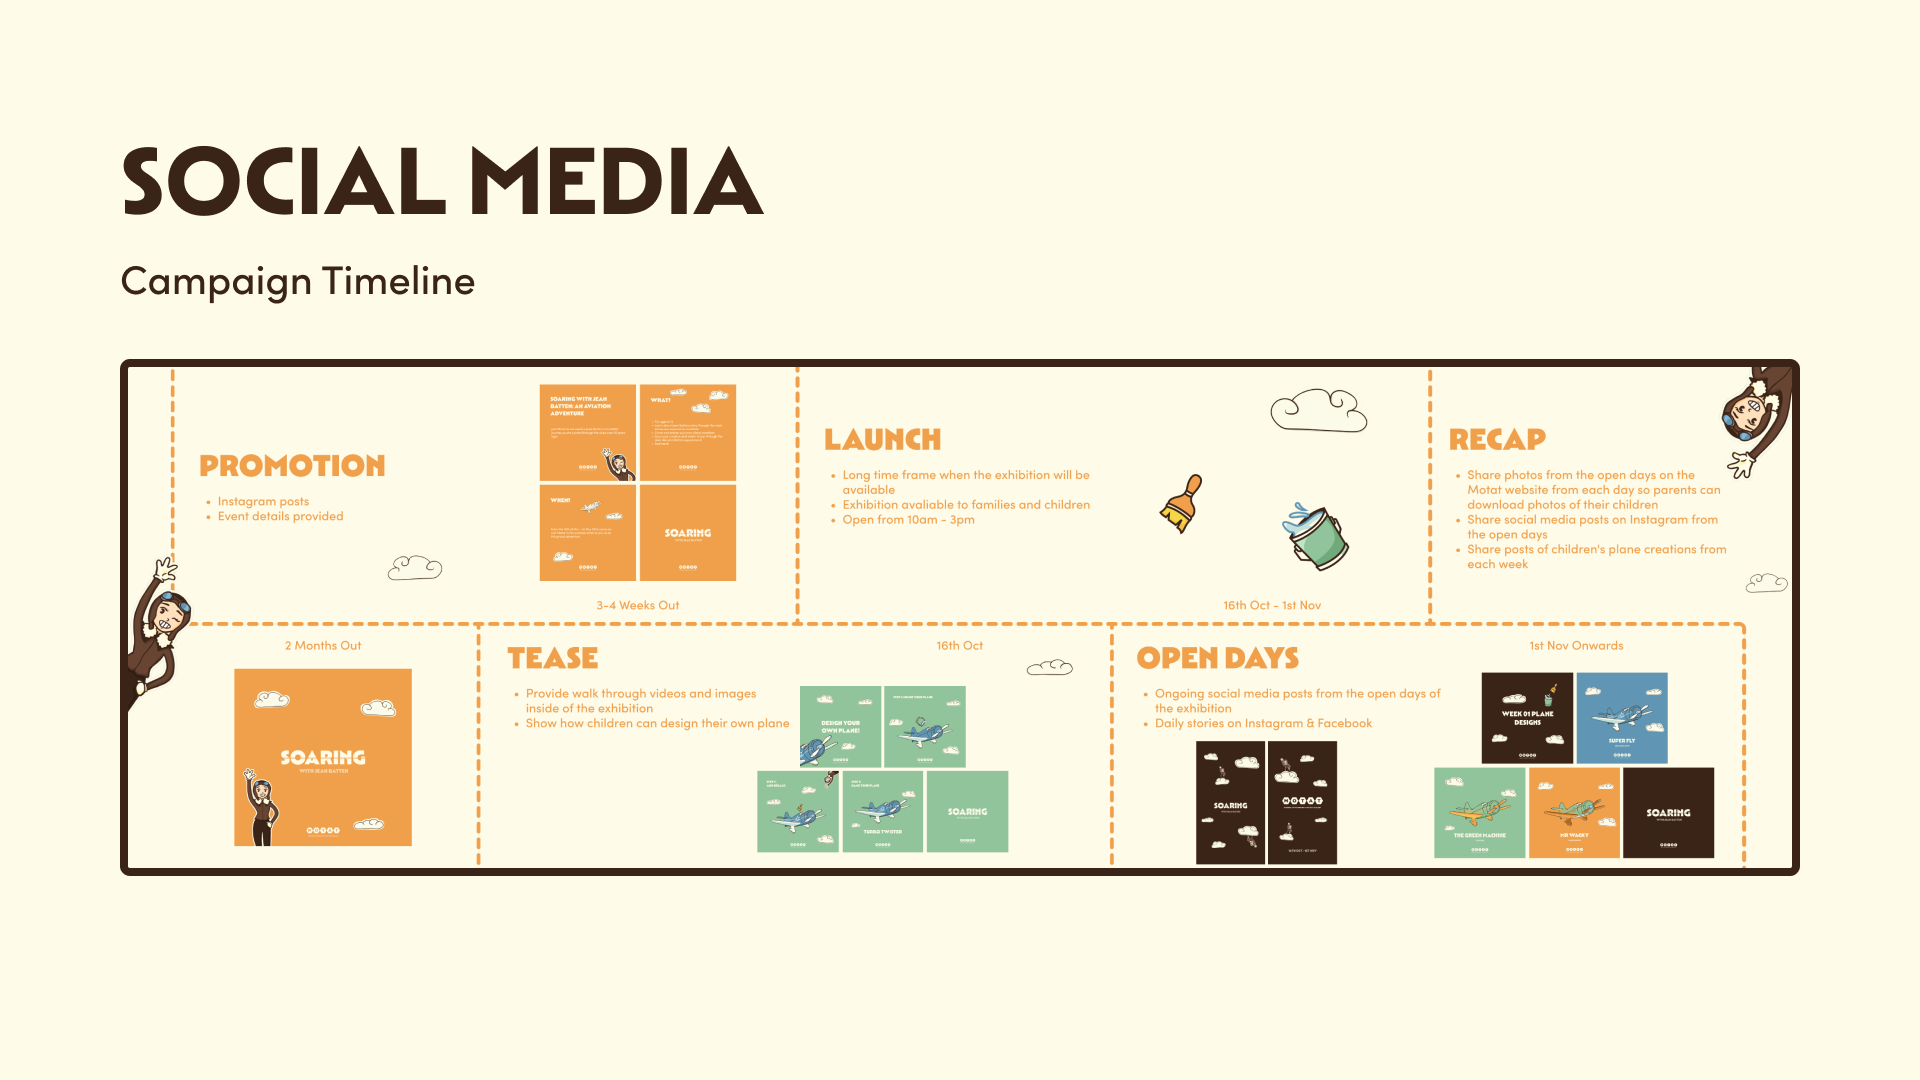 SOCIAL MEDIA
Campaign Timeline
PROMOTION
• Instagram posts
• Event details provided
SOARING WITH JEAN
BATTEN: AN AVIATION
ADVENTURE
WHAT?
WHEN?
SOARING
3-4 Weeks Out
LAUNCH
• Long time frame when the exhibition will be
available
• Exhibition avaliable to families and children
• Open from 10am - 3pm
16th Oct - 1st Nov
RECAP
• Share photos from the open days on the
Motat website from each day so parents can
download photos of their children
• Share social media posts on Instagram from
the open days
• Share posts of children's plane creations from
each week
2 Months Out
SOARING
WITH JEAN BATTEN
MOTAT
TEASE
• Provide walk through videos and images
inside of the exhibition
• Show how children can design their own plane
16th Oct
DESIGN YOUR
OWN PLANE!
TURBO TWISTER
SOARING
OPEN DAYS
• Ongoing social media posts from the open days of
the exhibition
• Daily stories on Instagram & Facebook
SOARING
MOTAT
1st Nov Onwards
WEEK 01 PLANE
DESIGNS
SUPER FLY
THE GREEN MACHINE
MR WACKY
SOARING